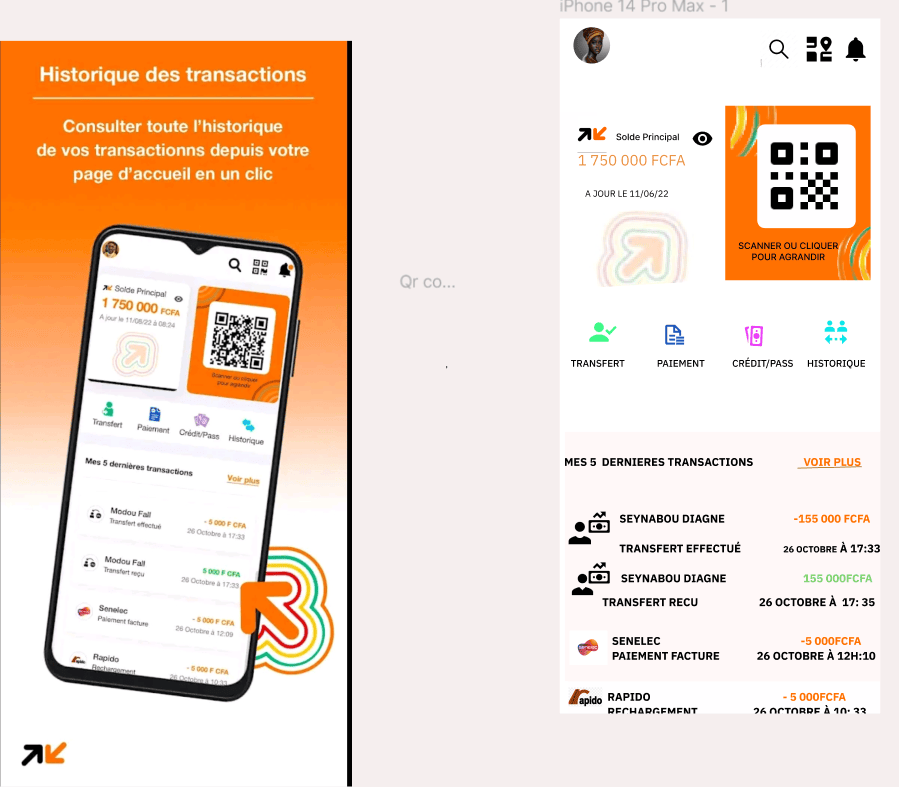 Historique des transactions
Consulter toute l'historique
de vos transactionns depuis votre
page d'accueil en un clic
Solde Principal
1 750 000 FCFA
A jour le 11/06/22 à 08:24
Scanner ou cliquer
pour agrandir
Transfert
Paiement
Crédit/Pass
Historique
Mes 5 dernières transactions
Voir plus
Modou Fall
- 5 000 F CFA
Transfert effectué
26 Octobre à 17:33
Modou Fall
5 000 F CFA
Transfert reçu
26 Octobre à 17:33
Senelec
- 5 000 F CFA
Paiement facture
26 Octobre à 12:09
Rapido
- 5 000 F CFA
Rechargement
26 Octobre à 10:33
Qr co...
iPhone 14 Pro Max - 1
Solde Principal
1 750 000 FCFA
A JOUR LE 11/06/22
SCANNER OU CLIQUER
POUR AGRANDIR
TRANSFERT
PAIEMENT
CRÉDIT/PASS
HISTORIQUE
MES 5 DERNIERES TRANSACTIONS
VOIR PLUS
SEYNABOU DIAGNE
-155 000 FCFA
TRANSFERT EFFECTUÉ
26 OCTOBRE À 17:33
SEYNABOU DIAGNE
155 000FCFA
TRANSFERT RECU
26 OCTOBRE À 17: 35
senelec
SENELEC
-5 000FCFA
PAIEMENT FACTURE
26 OCTOBRE À 12H:10
Rapido
RAPIDO
- 5 000FCFA
RECHARGEMENT
26 OCTOBRE À 10: 33